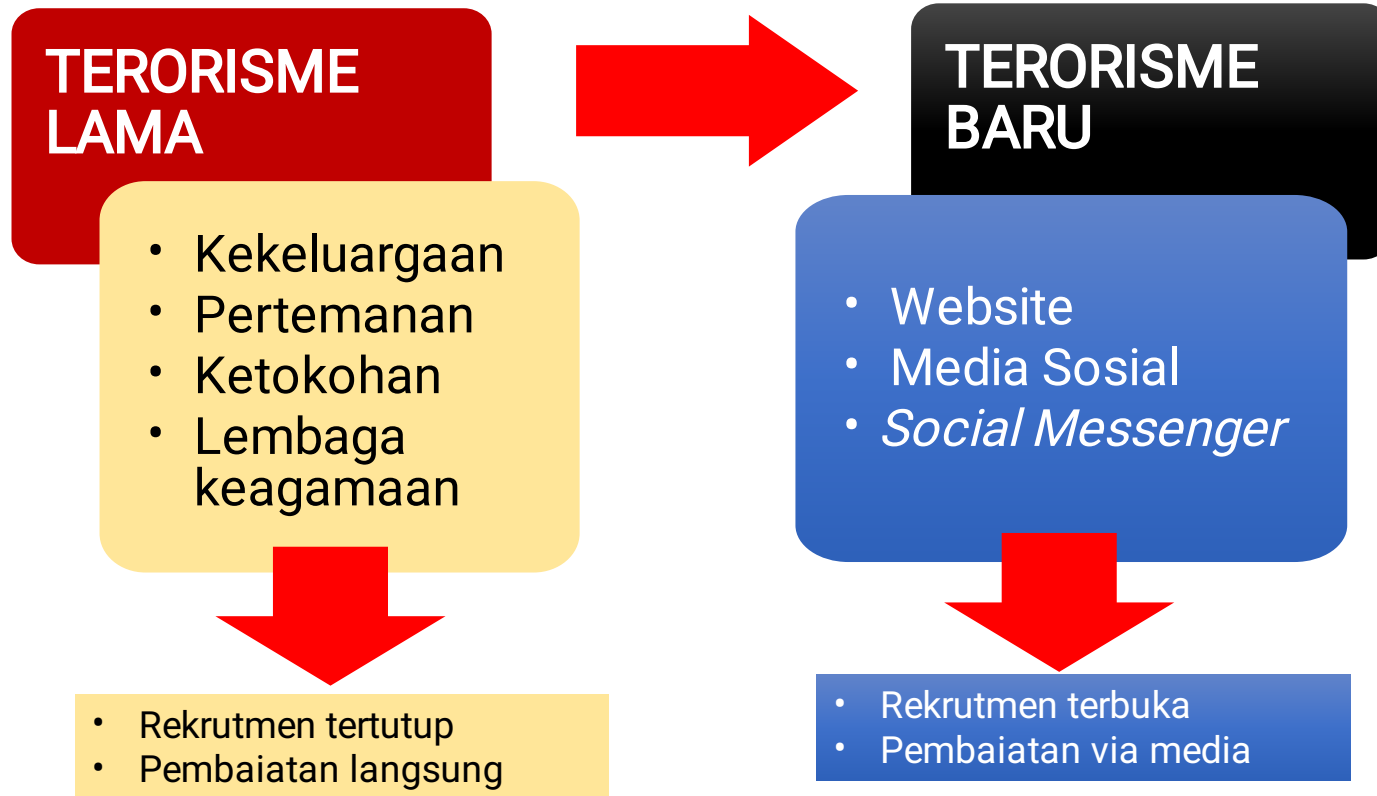 TERORISME
LAMA
• Kekeluargaan
• Pertemanan
• Ketokohan
• Lembaga
keagamaan
• Rekrutmen tertutup
• Pembaiatan langsung
TERORISME
BARU
• Website
• Media Sosial
• Social Messenger
• Rekrutmen terbuka
• Pembaiatan via media